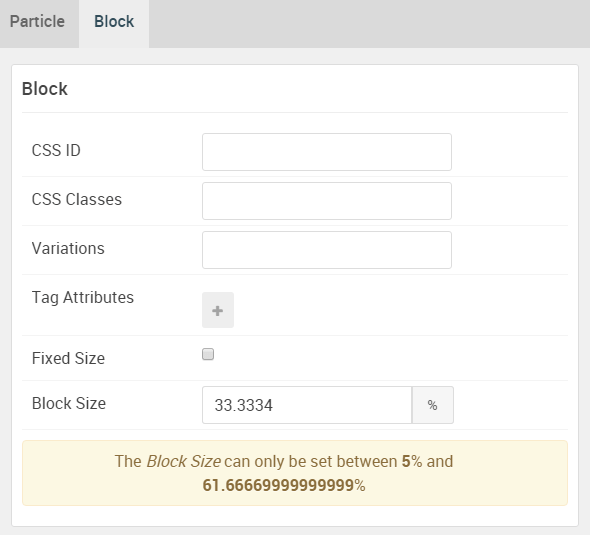 Particle Block
Block
CSS ID
CSS Classes
Variations
Tag Attributes
+
Fixed Size
Block Size 33.3334 %
The Block Size can only be set between 5% and
61.66669999999999%